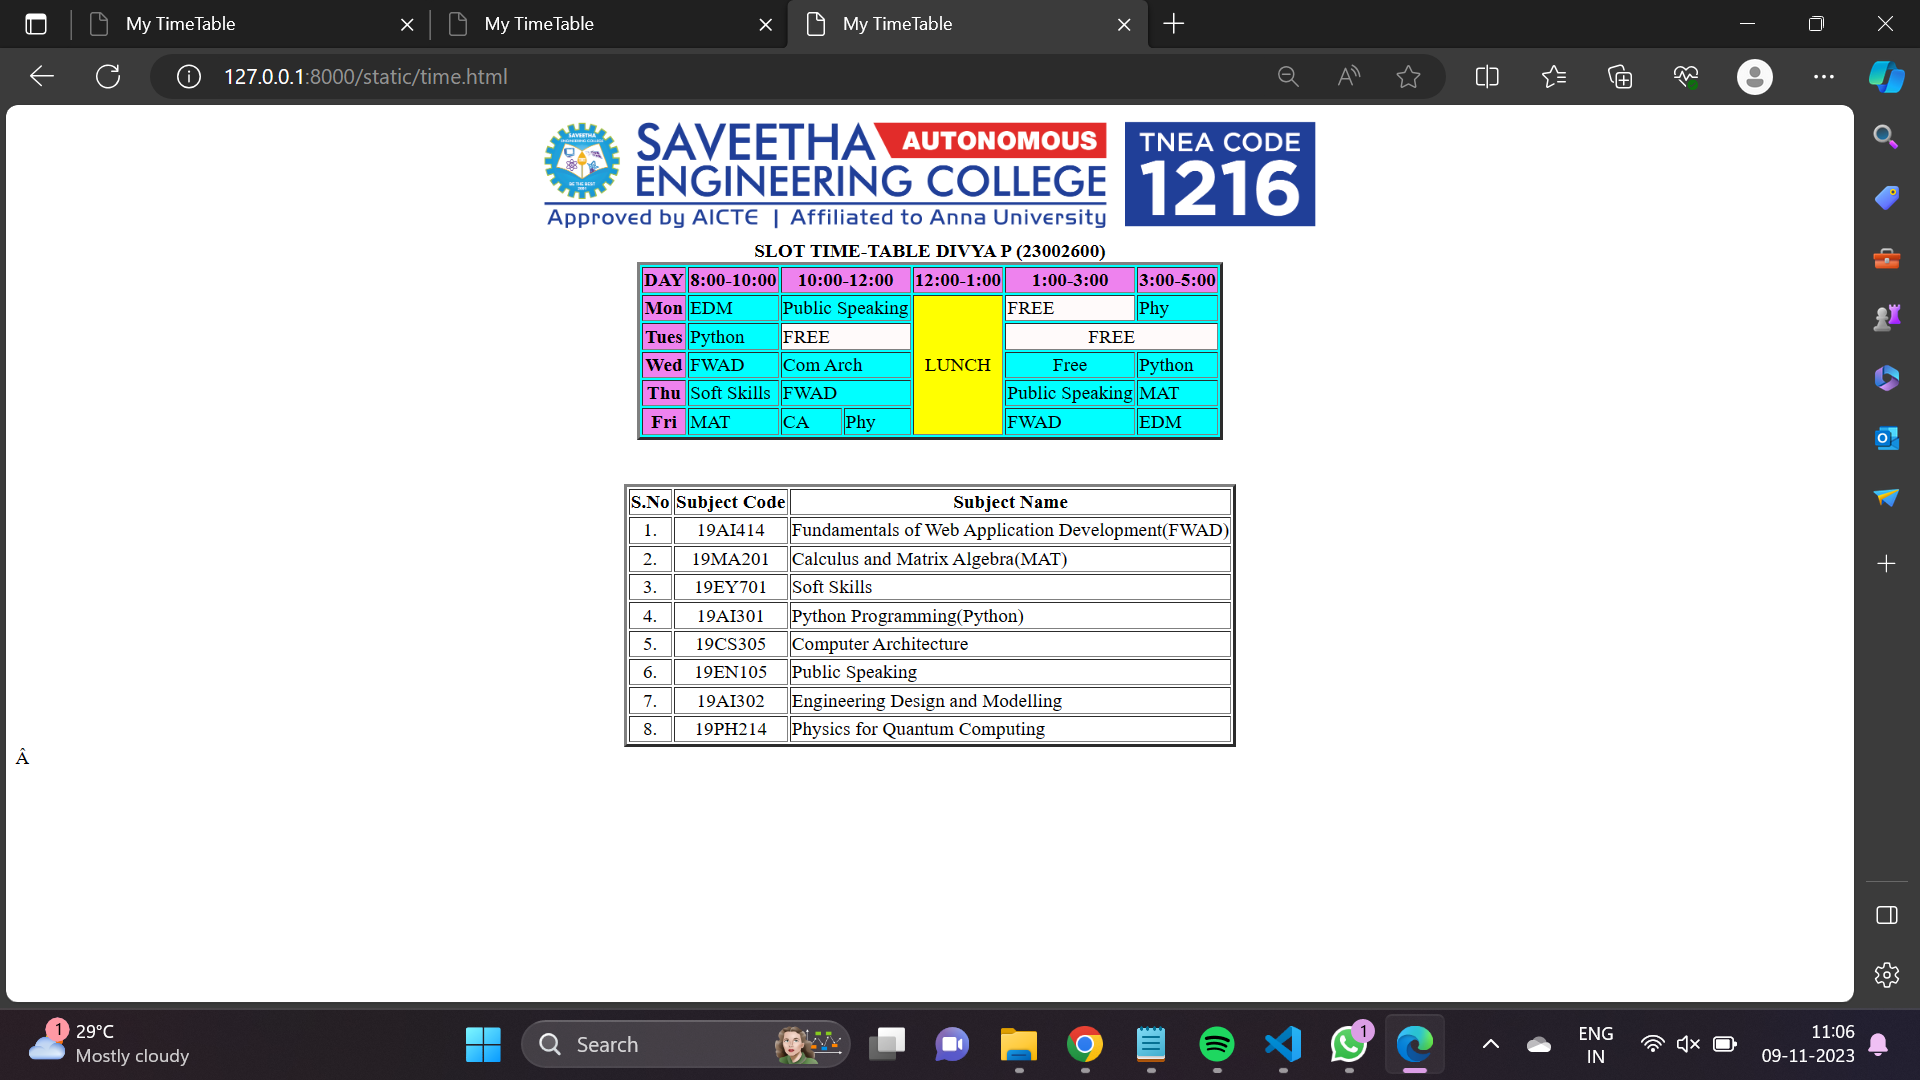 My TimeTable
My TimeTable
My TimeTable
127.0.0.1:8000/static/time.html
SAVEETHA AUTONOMOUS
ENGINEERING COLLEGE
Approved by AICTE | Affiliated to Anna University
TNEA CODE
1216
SLOT TIME-TABLE DIVYA P (23002600)
DAY 8:00-10:00 10:00-12:00 12:00-1:00 1:00-3:00 3:00-5:00
Mon EDM Public Speaking FREE Phy
Tues Python FREE FREE
Wed FWAD Com Arch LUNCH Free Python
Thu Soft Skills FWAD Public Speaking MAT
Fri MAT CA Phy FWAD EDM
S.No Subject Code Subject Name
1. 19AI414 Fundamentals of Web Application Development(FWAD)
2. 19MA201 Calculus and Matrix Algebra(MAT)
3. 19EY701 Soft Skills
4. 19AI301 Python Programming(Python)
5. 19CS305 Computer Architecture
6. 19EN105 Public Speaking
7. 19AI302 Engineering Design and Modelling
8. 19PH214 Physics for Quantum Computing
Â
1
29°C
Mostly cloudy
Search
1
ENG
IN
11:06
09-11-2023